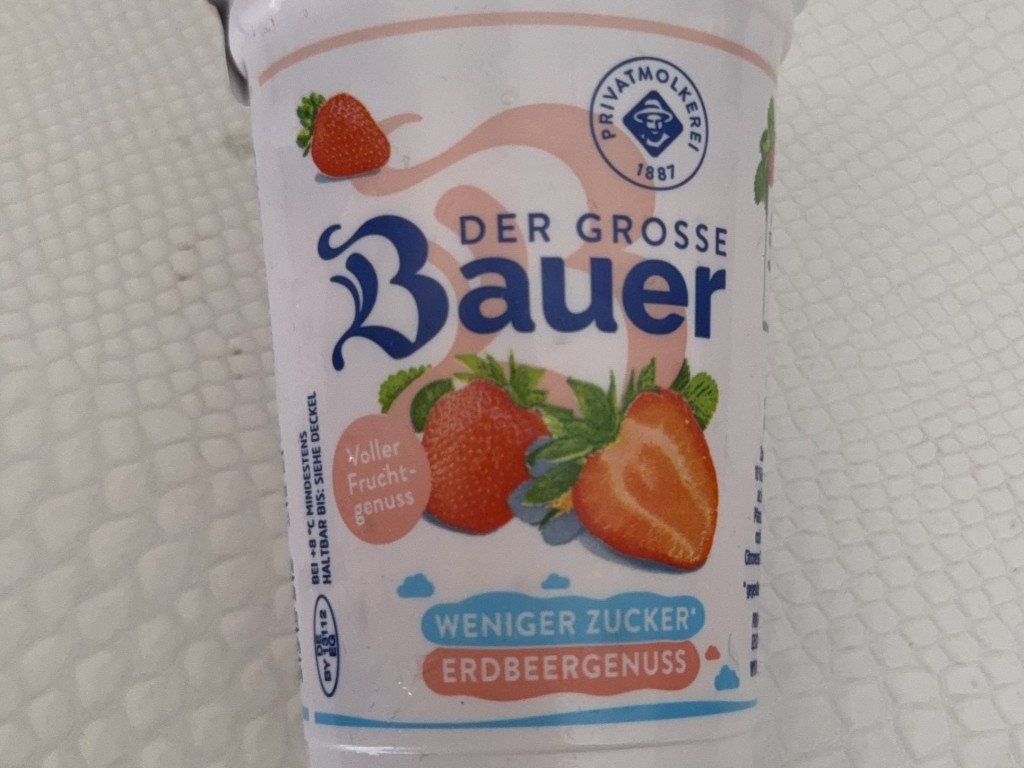 PRIVATMOLKEREI
1887
DER GROSSE
Bauer
Voller
Frucht-
genuss
BEI +8 °C MINDESTENS
HALTBAR BIS: SIEHE DECKEL
DE
BY 18112
EG
WENIGER ZUCKER*
ERDBEERGENUSS